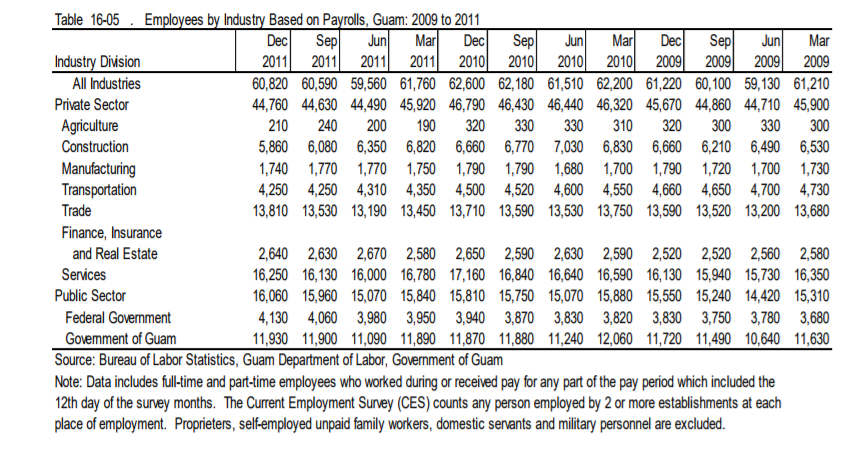 Table 16-05 . Employees by Industry Based on Payrolls, Guam: 2009 to 2011
Dec Sep Jun Mar Dec Sep Jun Mar Dec Sep Jun Mar
Industry Division 2011 2011 2011 2011 2010 2010 2010 2010 2009 2009 2009 2009
All Industries 60,820 60,590 59,560 61,760 62,600 62,180 61,510 62,200 61,220 60,100 59,130 61,210
Private Sector 44,760 44,630 44,490 45,920 46,790 46,430 46,440 46,320 45,670 44,860 44,710 45,900
Agriculture 210 240 200 190 320 330 330 310 320 300 330 300
Construction 5,860 6,080 6,350 6,820 6,660 6,770 7,030 6,830 6,660 6,210 6,490 6,530
Manufacturing 1,740 1,770 1,770 1,750 1,790 1,790 1,680 1,700 1,790 1,720 1,700 1,730
Transportation 4,250 4,250 4,310 4,350 4,500 4,520 4,600 4,550 4,660 4,650 4,700 4,730
Trade 13,810 13,530 13,190 13,450 13,710 13,590 13,530 13,750 13,590 13,520 13,200 13,680
Finance, Insurance
and Real Estate 2,640 2,630 2,670 2,580 2,650 2,590 2,630 2,590 2,520 2,520 2,560 2,580
Services 16,250 16,130 16,000 16,780 17,160 16,840 16,640 16,590 16,130 15,940 15,730 16,350
Public Sector 16,060 15,960 15,070 15,840 15,810 15,750 15,070 15,880 15,550 15,240 14,420 15,310
Federal Government 4,130 4,060 3,980 3,950 3,940 3,870 3,830 3,820 3,830 3,750 3,780 3,680
Government of Guam 11,930 11,900 11,090 11,890 11,870 11,880 11,240 12,060 11,720 11,490 10,640 11,630
Source: Bureau of Labor Statistics, Guam Department of Labor, Government of Guam
Note: Data includes full-time and part-time employees who worked during or received pay for any part of the pay period which included the
12th day of the survey months. The Current Employment Survey (CES) counts any person employed by 2 or more establishments at each
place of employment. Proprieters, self-employed unpaid family workers, domestic servants and military personnel are excluded.